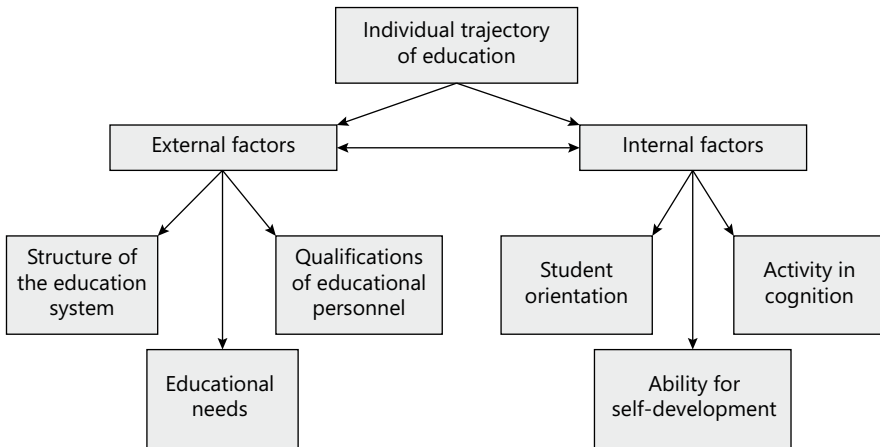 Individual trajectory
of education
External factors
Internal factors
Structure of
the education
system
Qualifications
of educational
personnel
Student
orientation
Activity in
cognition
Educational
needs
Ability for
self-development